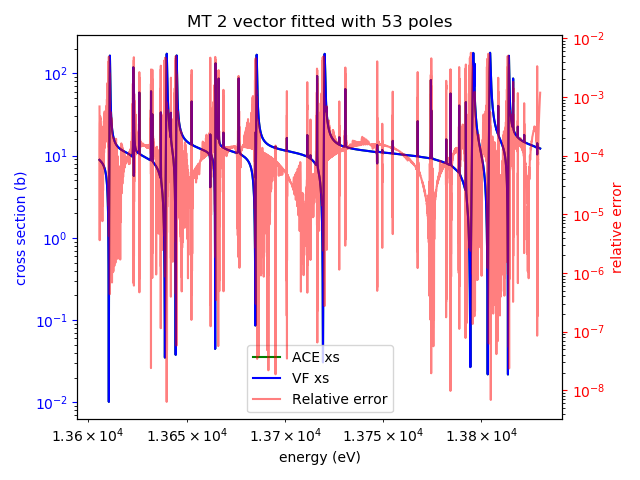 MT 2 vector fitted with 53 poles
10²
10¹
10⁰
10⁻¹
10⁻²
cross section (b)
10⁻²
10⁻³
10⁻⁴
10⁻⁵
10⁻⁶
10⁻⁷
10⁻⁸
relative error
ACE xs
VF xs
Relative error
1.36 × 10⁴ 1.365 × 10⁴ 1.37 × 10⁴ 1.375 × 10⁴ 1.38 × 10⁴
energy (eV)